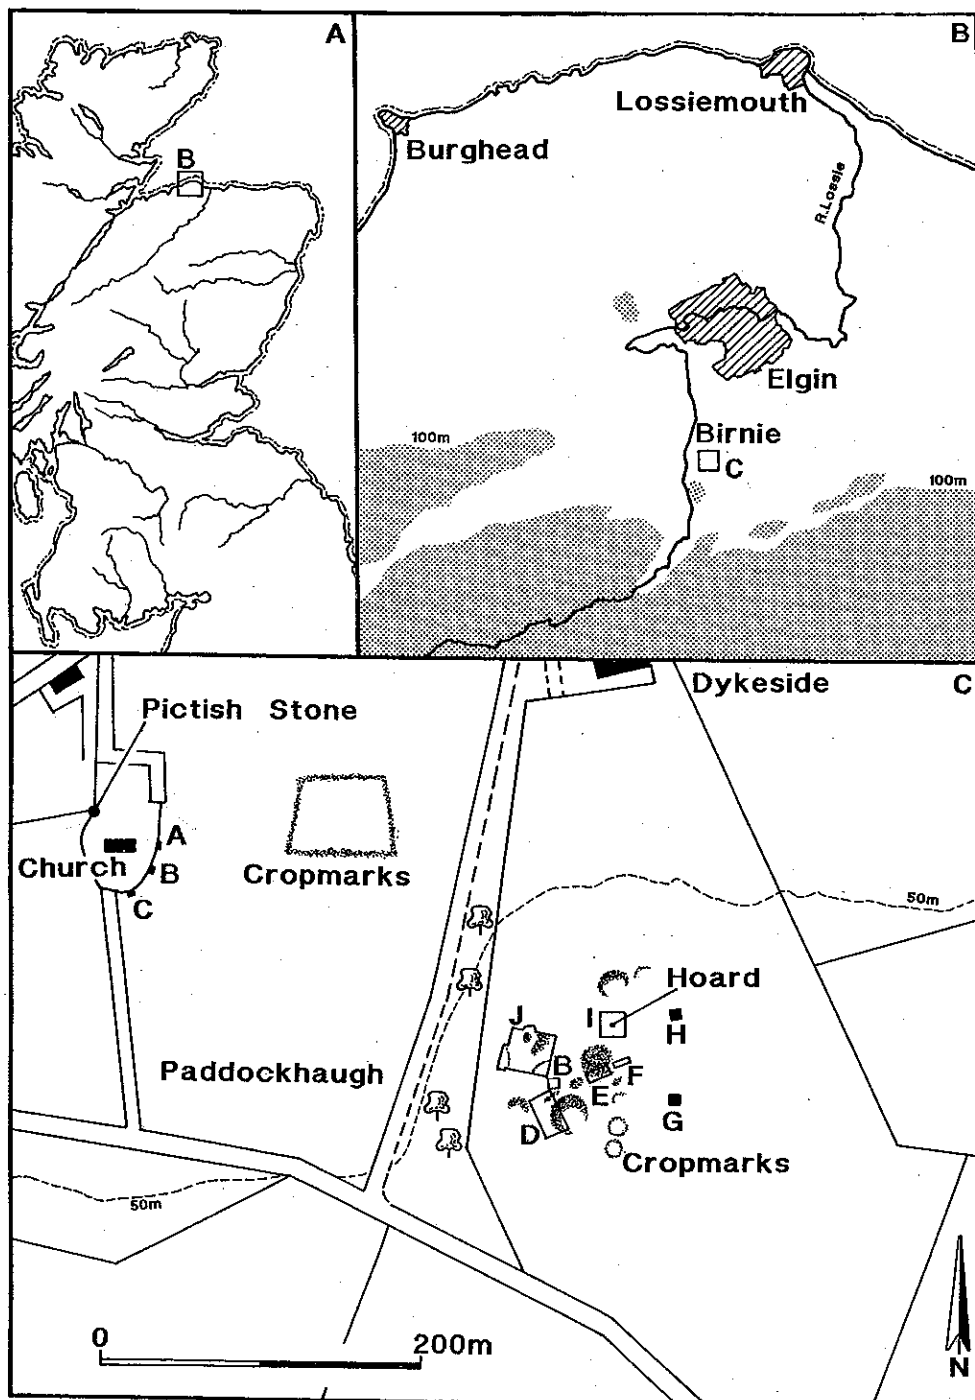 A
B
B
Lossiemouth
Burghead
R.Lossie
Elgin
100m
Birnie
C
100m
Dykeside
C
Pictish Stone
A
Church
B
Cropmarks
C
50m
Hoard
J
I
H
Paddockhaugh
B
F
E
G
D
Cropmarks
50m
0
200m
N